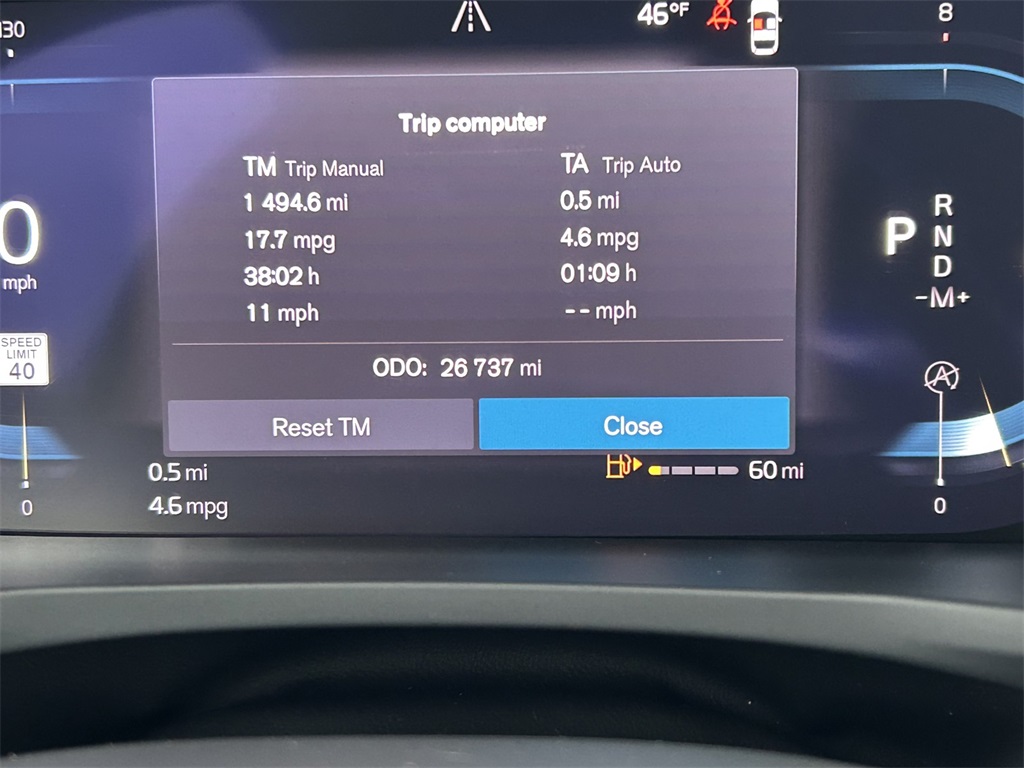 130
46°F
8
Trip computer
TM Trip Manual
TA Trip Auto
1 494.6 mi
0.5 mi
17.7 mpg
4.6 mpg
38:02 h
01:09 h
11 mph
-- mph
ODO: 26 737 mi
Reset TM
Close
0
mph
SPEED
LIMIT
40
P
R
N
D
-M+
A
0.5 mi
60 mi
4.6 mpg
0
0